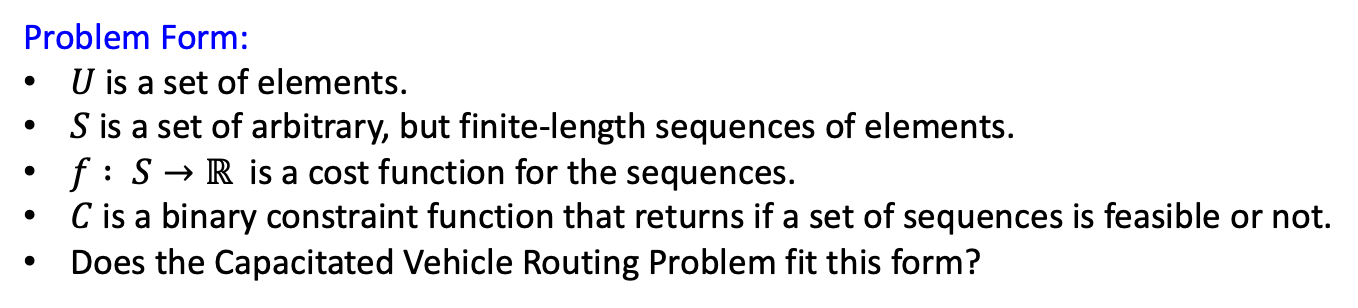 Problem Form:
• U is a set of elements.
• S is a set of arbitrary, but finite-length sequences of elements.
• f : S → ℝ is a cost function for the sequences.
• C is a binary constraint function that returns if a set of sequences is feasible or not.
• Does the Capacitated Vehicle Routing Problem fit this form?